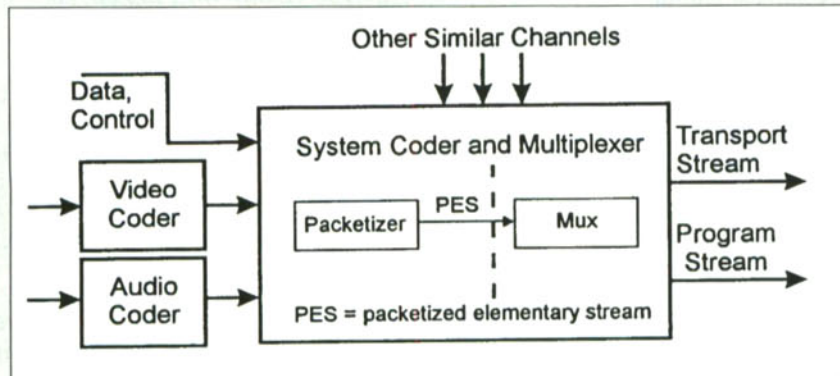 Other Similar Channels
Data,
Control
System Coder and Multiplexer
Transport
Stream
Video
Coder
Packetizer
PES
Mux
Program
Stream
Audio
Coder
PES = packetized elementary stream